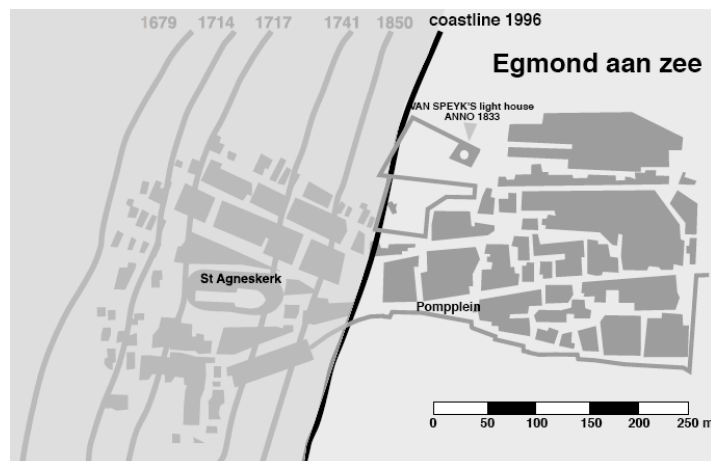 1679 1714 1717 1741 1850 coastline 1996
Egmond aan zee
VAN SPEYK'S light house
ANNO 1833
St Agneskerk
Pompplein
0 50 100 150 200 250 m